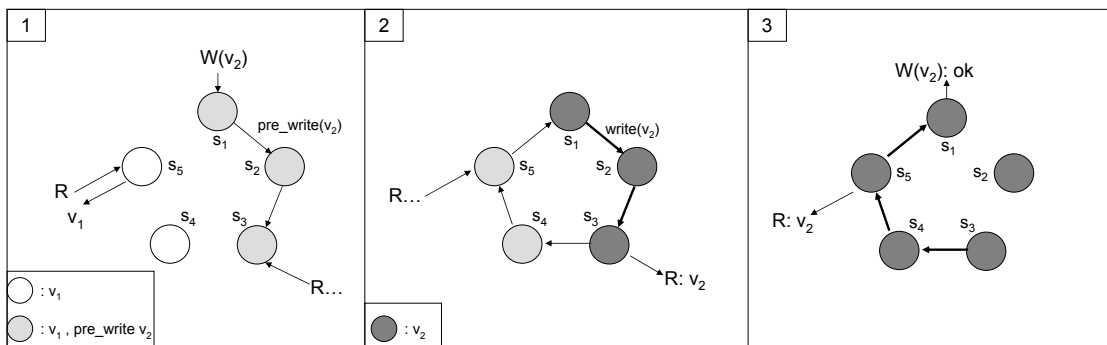 1
W(v₂)
pre_write(v₂)
s₁
s₂
s₅
R
v₁
s₄
s₃
R...
: v₁
: v₁ , pre_write v₂
2
write(v₂)
s₁
s₂
s₅
R...
s₄
s₃
R: v₂
: v₂
3
W(v₂): ok
s₁
s₅
s₂
R: v₂
s₄
s₃